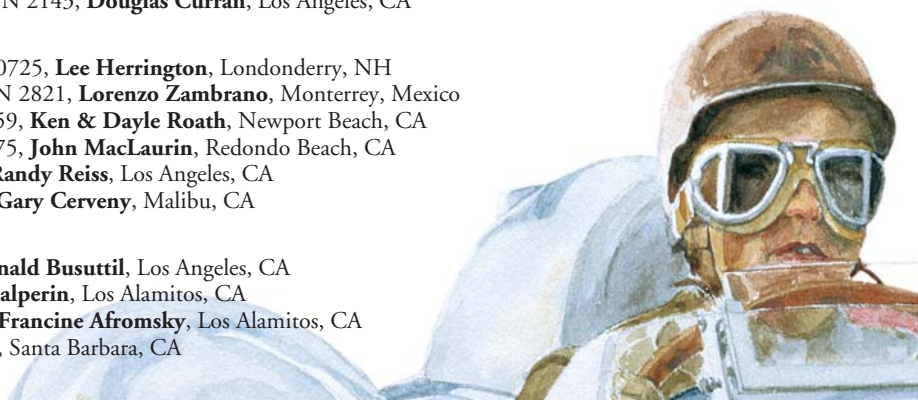 N 2145, Douglas Curran, Los Angeles, CA
0725, Lee Herrington, Londonderry, NH
N 2821, Lorenzo Zambrano, Monterrey, Mexico
59, Ken & Dayle Roath, Newport Beach, CA
75, John MacLaurin, Redondo Beach, CA
Randy Reiss, Los Angeles, CA
Gary Cerveny, Malibu, CA
nald Busuttil, Los Angeles, CA
alperin, Los Alamitos, CA
Francine Afromsky, Los Alamitos, CA
, Santa Barbara, CA